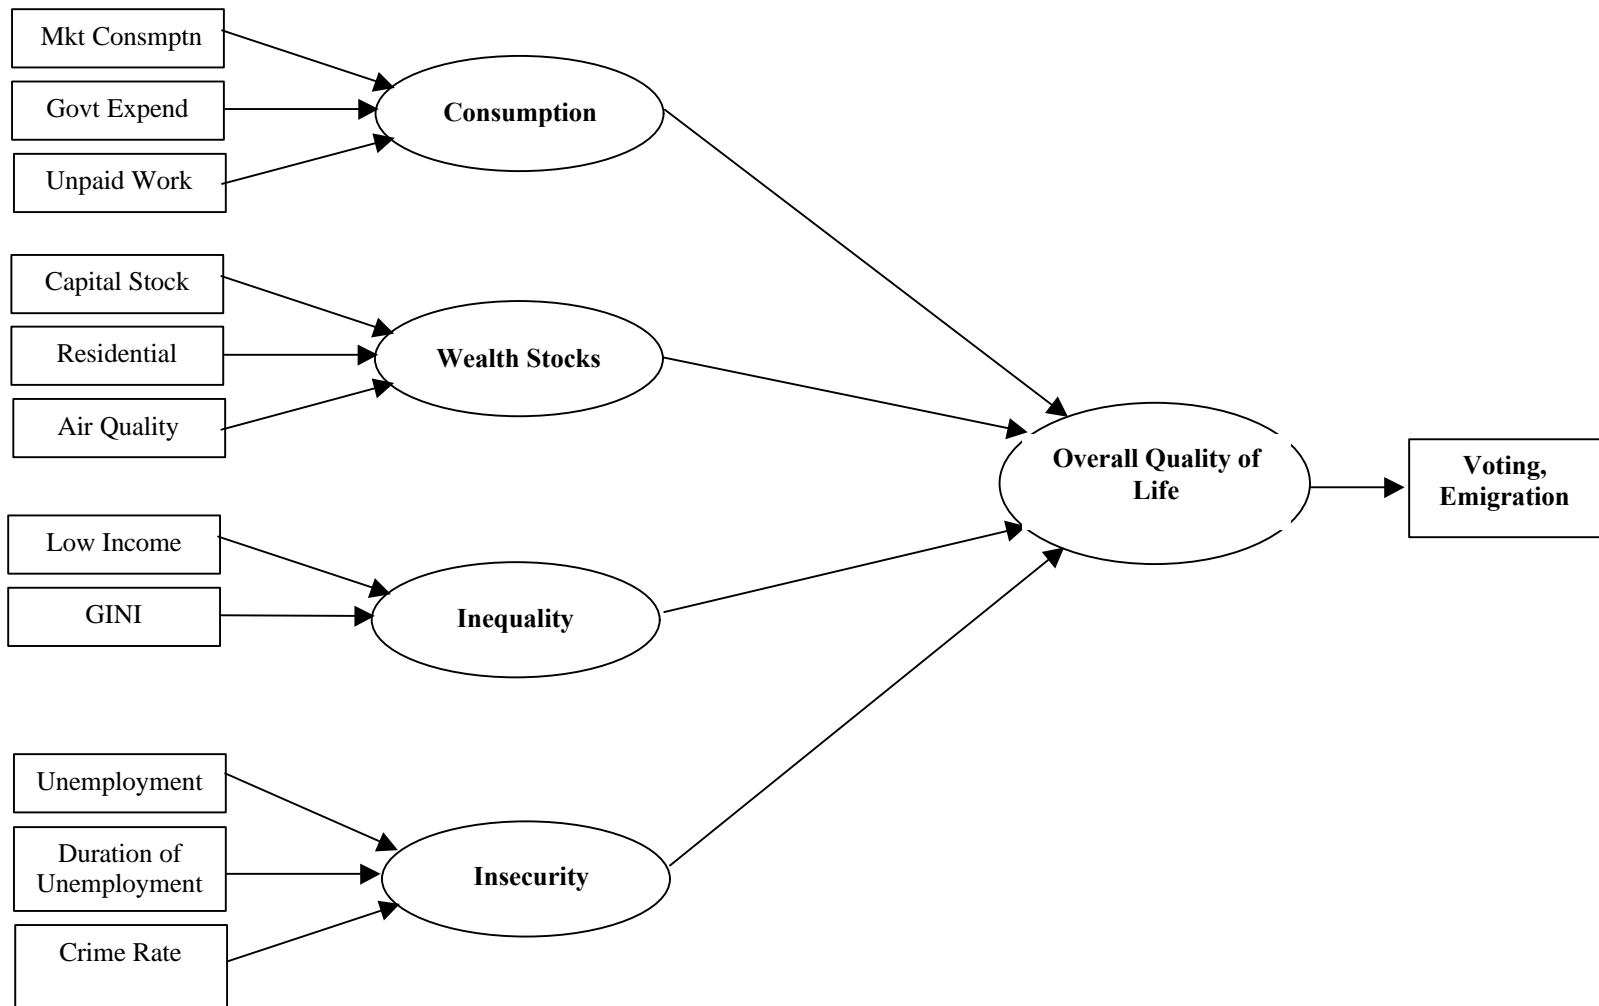 Mkt Consmptn
Govt Expend
Unpaid Work
Consumption
Capital Stock
Residential
Air Quality
Wealth Stocks
Low Income
GINI
Inequality
Unemployment
Duration of
Unemployment
Crime Rate
Insecurity
Overall Quality of
Life
Voting,
Emigration